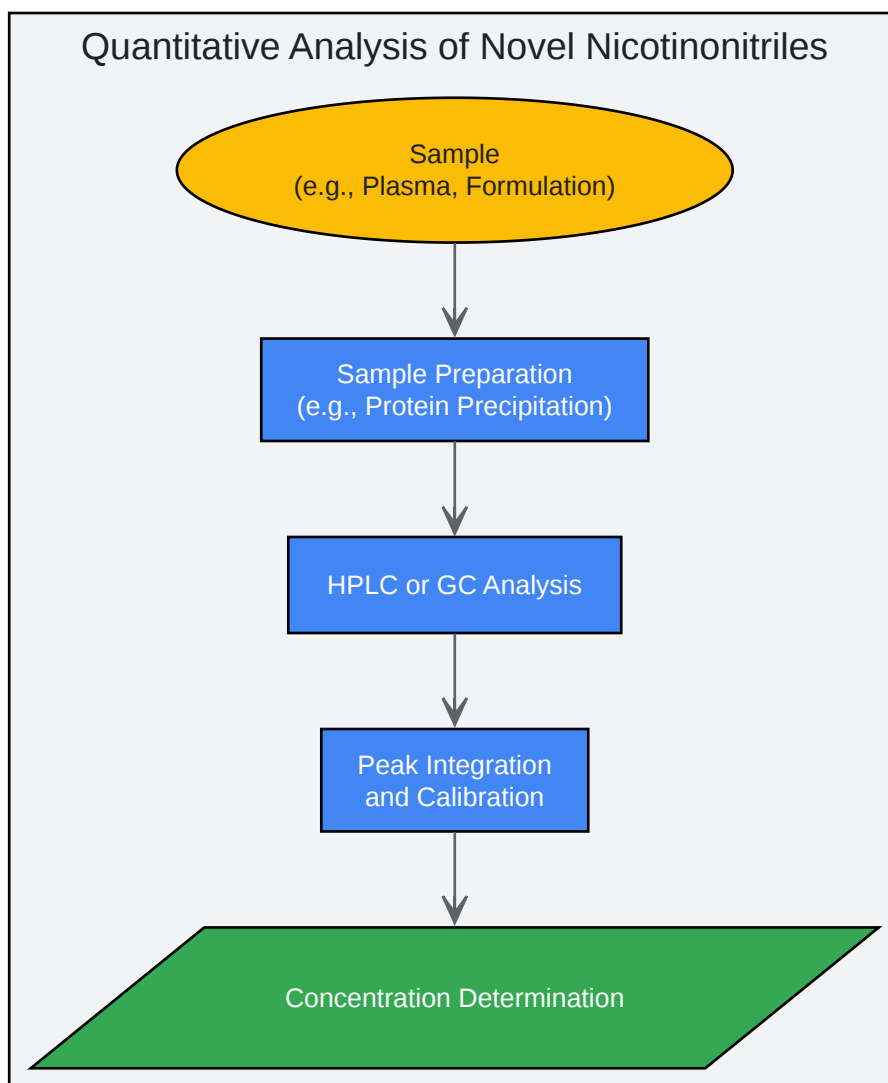 Quantitative Analysis of Novel Nicotinonitriles
Sample
(e.g., Plasma, Formulation)
Sample Preparation
(e.g., Protein Precipitation)
HPLC or GC Analysis
Peak Integration
and Calibration
Concentration Determination